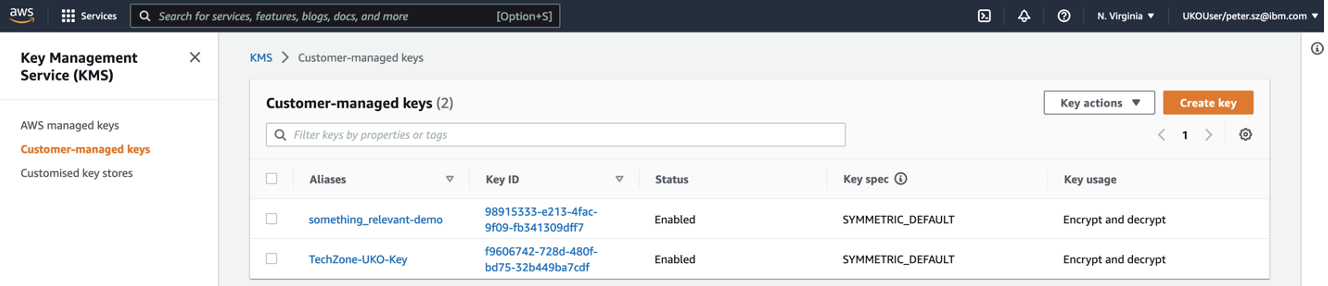 aws
Services
Search for services, features, blogs, docs, and more
[Option+S]
N. Virginia
UKOUser/peter.sz@ibm.com
Key Management
Service (KMS)
AWS managed keys
Customer-managed keys
Customised key stores
KMS
Customer-managed keys
Customer-managed keys (2)
Key actions
Create key
Filter keys by properties or tags
1
Aliases
Key ID
Status
Key spec
Key usage
something_relevant-demo
98915333-e213-4fac-
9f09-fb341309dff7
Enabled
SYMMETRIC_DEFAULT
Encrypt and decrypt
TechZone-UKO-Key
f9606742-728d-480f-
bd75-32b449ba7cdf
Enabled
SYMMETRIC_DEFAULT
Encrypt and decrypt